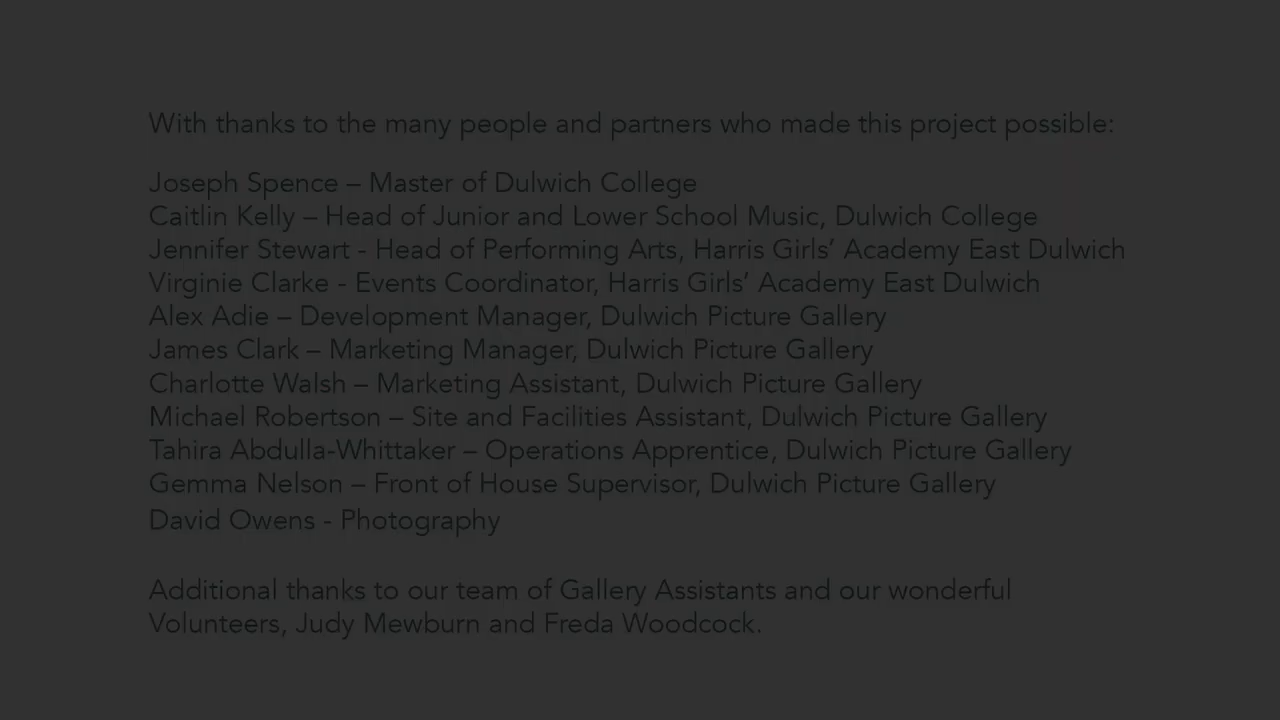 With thanks to the many people and partners who made this project possible:
Joseph Spence – Master of Dulwich College
Caitlin Kelly – Head of Junior and Lower School Music, Dulwich College
Jennifer Stewart - Head of Performing Arts, Harris Girls’ Academy East Dulwich
Virginie Clarke - Events Coordinator, Harris Girls’ Academy East Dulwich
Alex Adie – Development Manager, Dulwich Picture Gallery
James Clark – Marketing Manager, Dulwich Picture Gallery
Charlotte Walsh – Marketing Assistant, Dulwich Picture Gallery
Michael Robertson – Site and Facilities Assistant, Dulwich Picture Gallery
Tahira Abdulla-Whittaker – Operations Apprentice, Dulwich Picture Gallery
Gemma Nelson – Front of House Supervisor, Dulwich Picture Gallery
David Owens - Photography
Additional thanks to our team of Gallery Assistants and our wonderful
Volunteers, Judy Mewburn and Freda Woodcock.